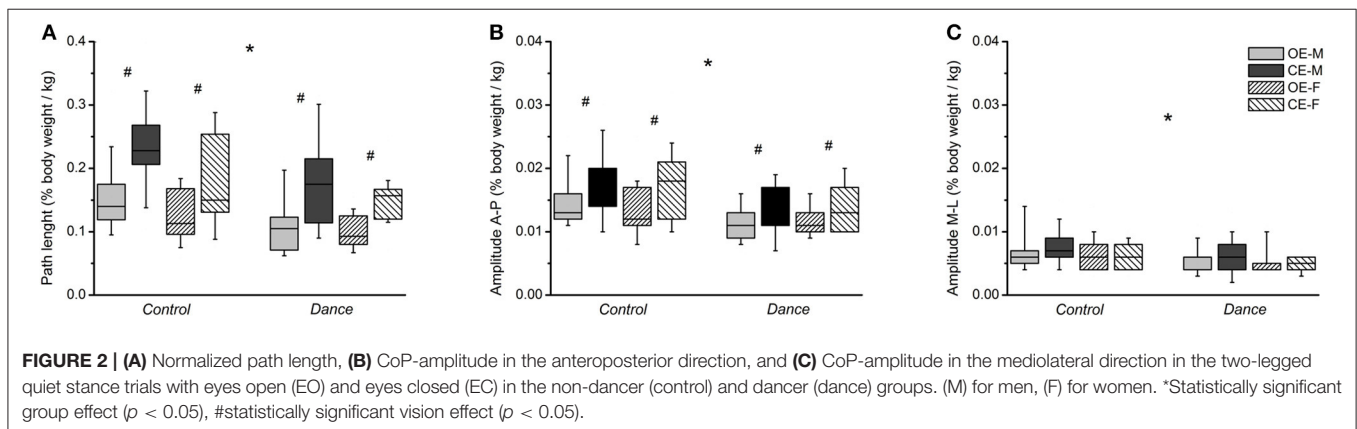 A
B
C
0.4
0.3
0.2
0.1
0.0
Path lenght (% body weight / kg)
#
#
*
#
#
Control
Dance
0.04
0.03
0.02
0.01
0.00
Amplitude A-P (% body weight / kg)
#
#
*
#
#
Control
Dance
0.04
0.03
0.02
0.01
0.00
Amplitude M-L (% body weight / kg)
*
OE-M
CE-M
OE-F
CE-F
Control
Dance
FIGURE 2 | (A) Normalized path length, (B) CoP-amplitude in the anteroposterior direction, and (C) CoP-amplitude in the mediolateral direction in the two-legged
quiet stance trials with eyes open (EO) and eyes closed (EC) in the non-dancer (control) and dancer (dance) groups. (M) for men, (F) for women. *Statistically significant
group effect (p < 0.05), #statistically significant vision effect (p < 0.05).